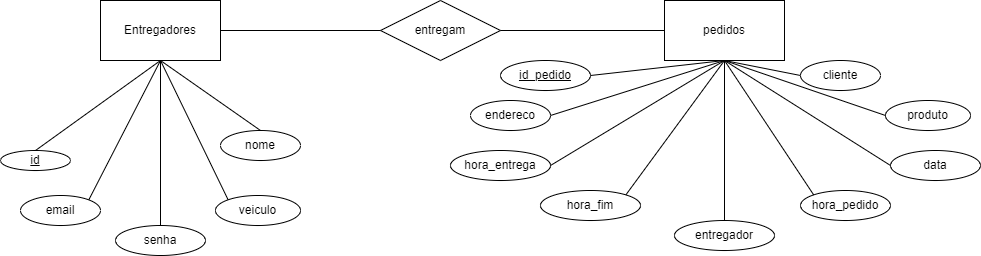 Entregadores
entregam
pedidos
id_pedido
cliente
endereco
produto
nome
id
hora_entrega
data
email
veiculo
hora_fim
hora_pedido
senha
entregador